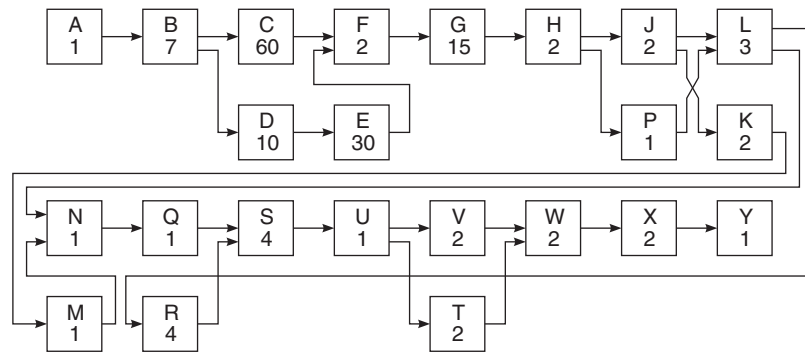 A B C F G H J L
1 7 60 2 15 2 2 3
D E P K
10 30 1 2
N Q S U V W X Y
1 1 4 1 2 2 2 1
M R T
1 4 2